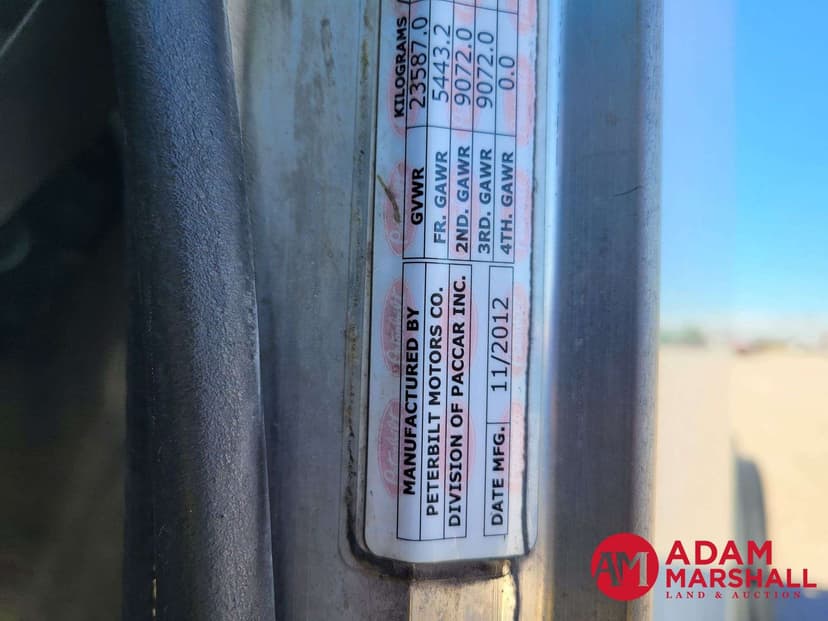 MANUFACTURED BY
PETERBILT MOTORS CO.
DIVISION OF PACCAR INC.
DATE MFG. 11/2012
KILOGRAMS
GVWR 23587.0
FR. GAWR 5443.2
2ND. GAWR 9072.0
3RD. GAWR 9072.0
4TH. GAWR 0.0
AM ADAM
MARSHALL
LAND & AUCTION